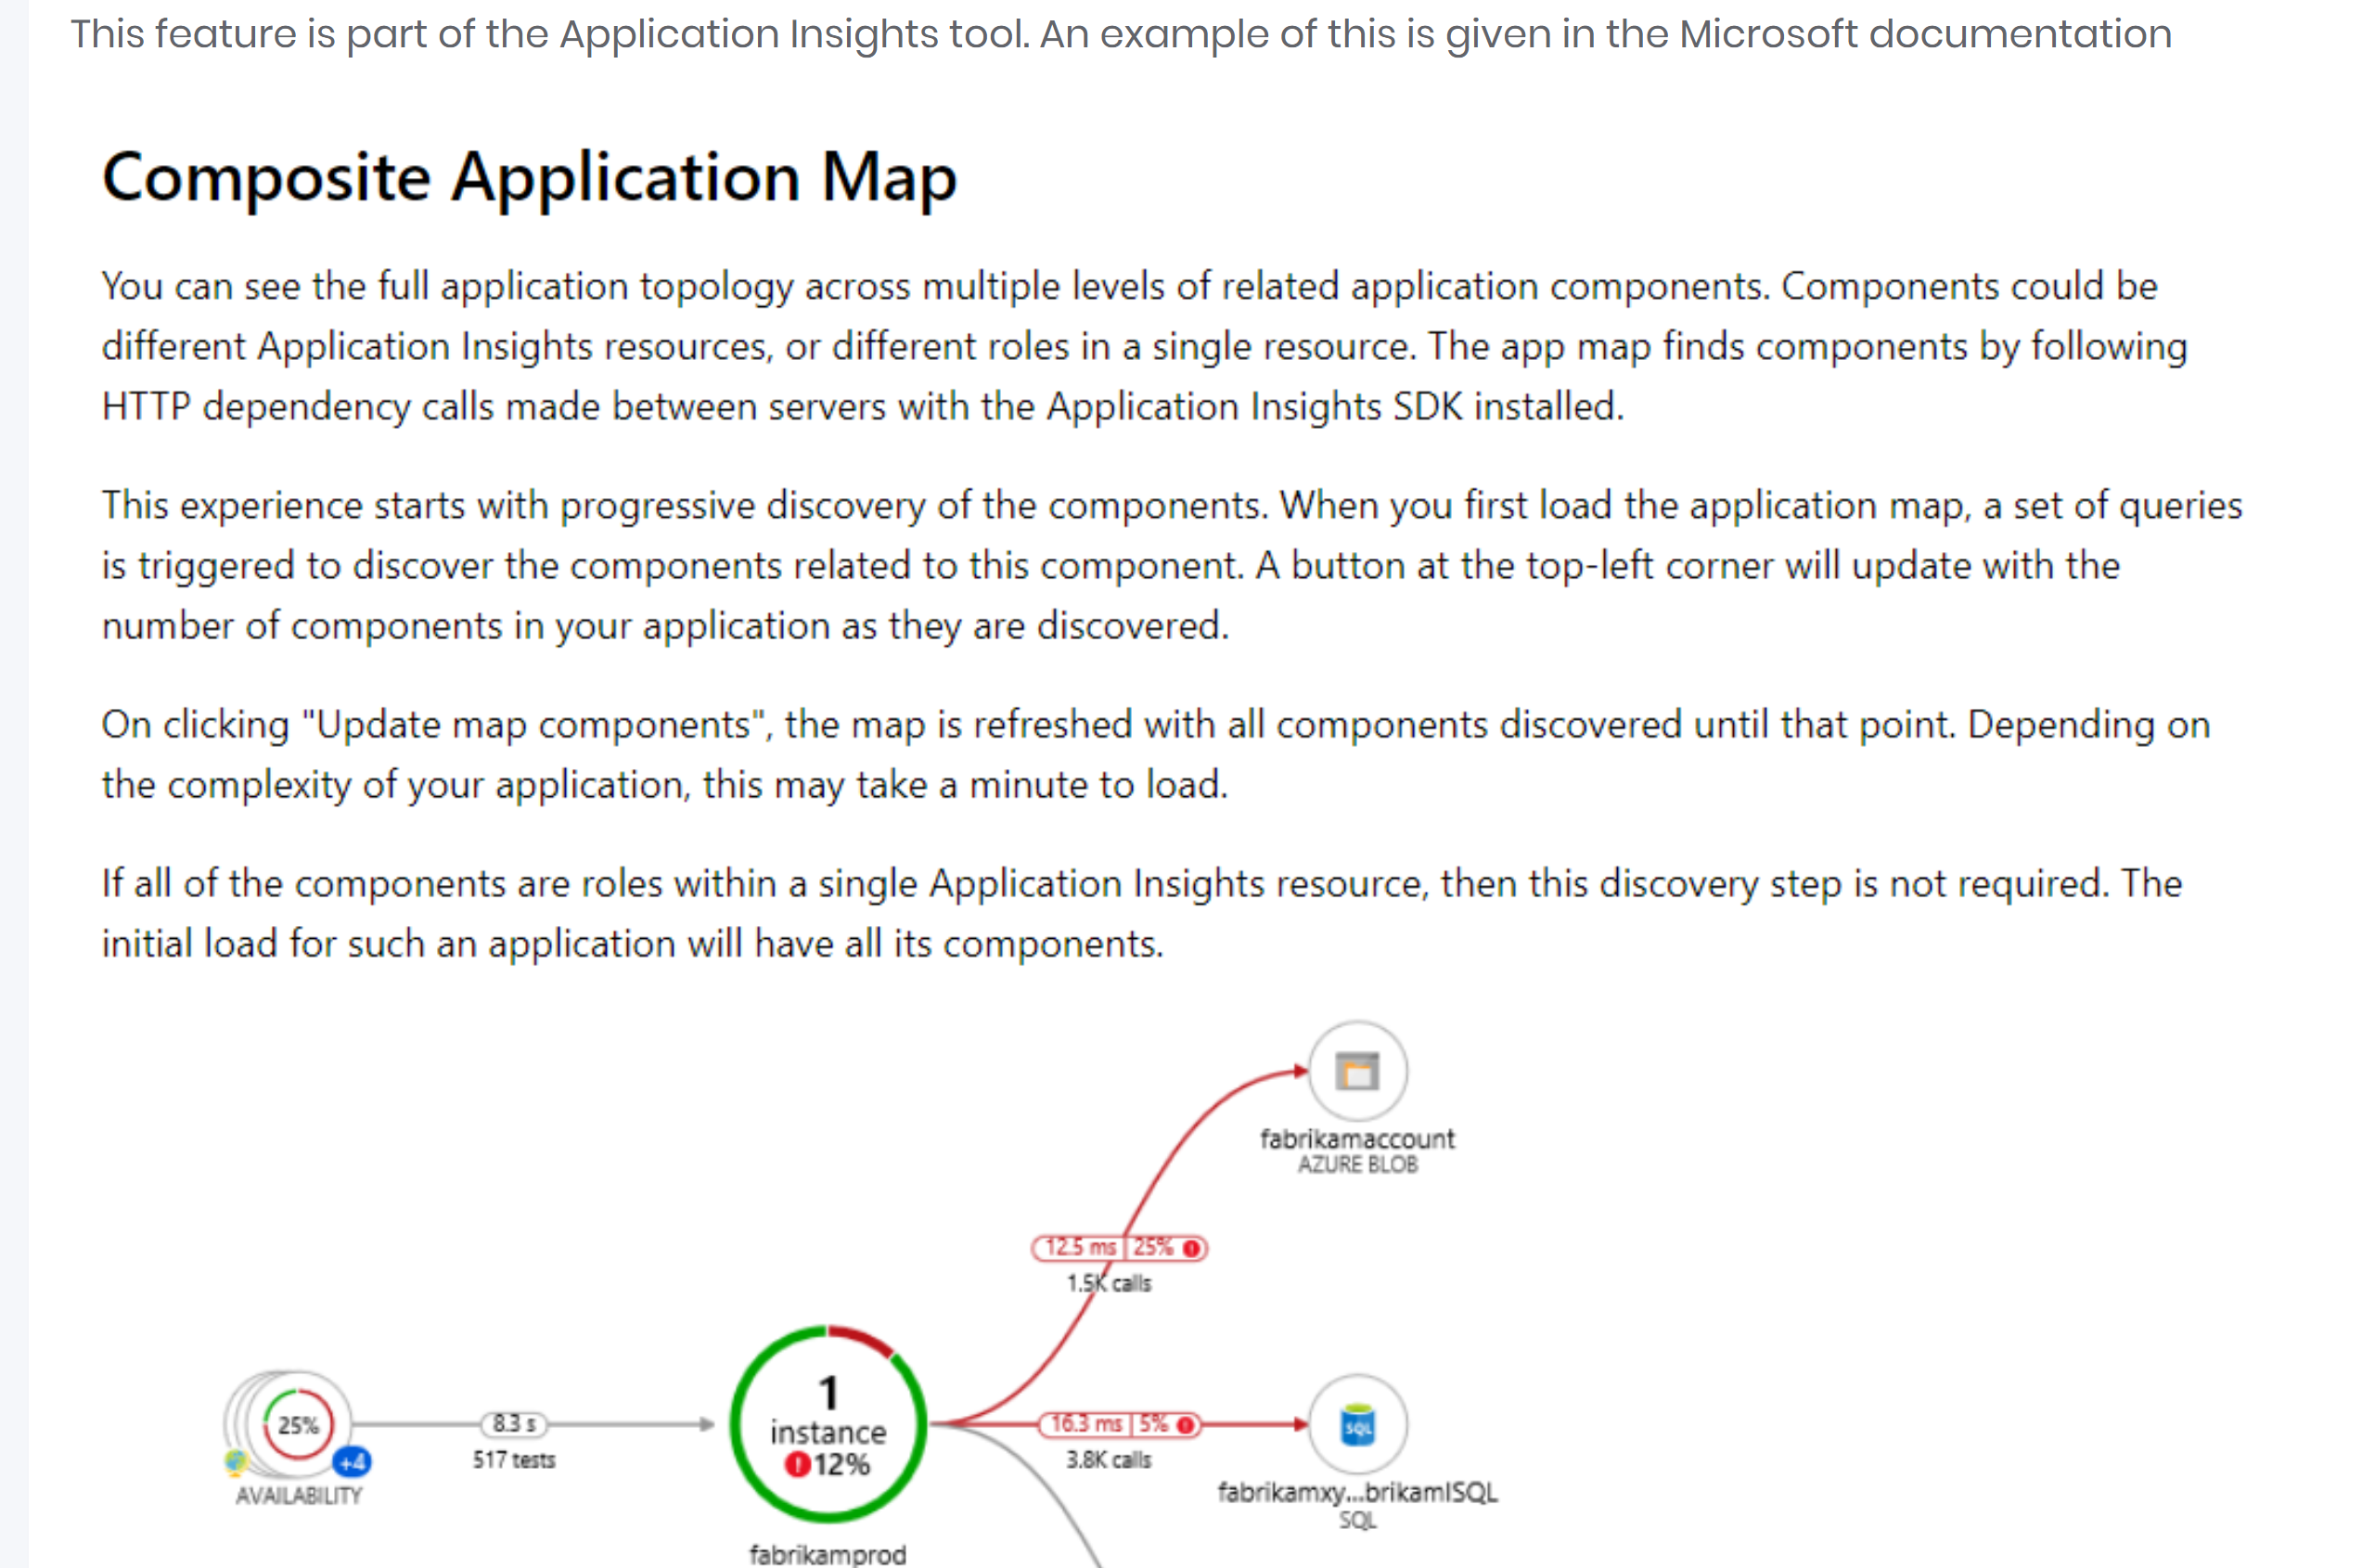 This feature is part of the Application Insights tool. An example of this is given in the Microsoft documentation
Composite Application Map
You can see the full application topology across multiple levels of related application components. Components could be
different Application Insights resources, or different roles in a single resource. The app map finds components by following
HTTP dependency calls made between servers with the Application Insights SDK installed.
This experience starts with progressive discovery of the components. When you first load the application map, a set of queries
is triggered to discover the components related to this component. A button at the top-left corner will update with the
number of components in your application as they are discovered.
On clicking "Update map components", the map is refreshed with all components discovered until that point. Depending on
the complexity of your application, this may take a minute to load.
If all of the components are roles within a single Application Insights resource, then this discovery step is not required. The
initial load for such an application will have all its components.
fabrikamaccount
AZURE BLOB
12.5 ms 25%
1.5K calls
25%
+4
AVAILABILITY
8.3 s
517 tests
1
instance
12%
fabrikamprod
16.3 ms 5%
3.8K calls
SQL
fabrikamxy...brikamISQL
SQL